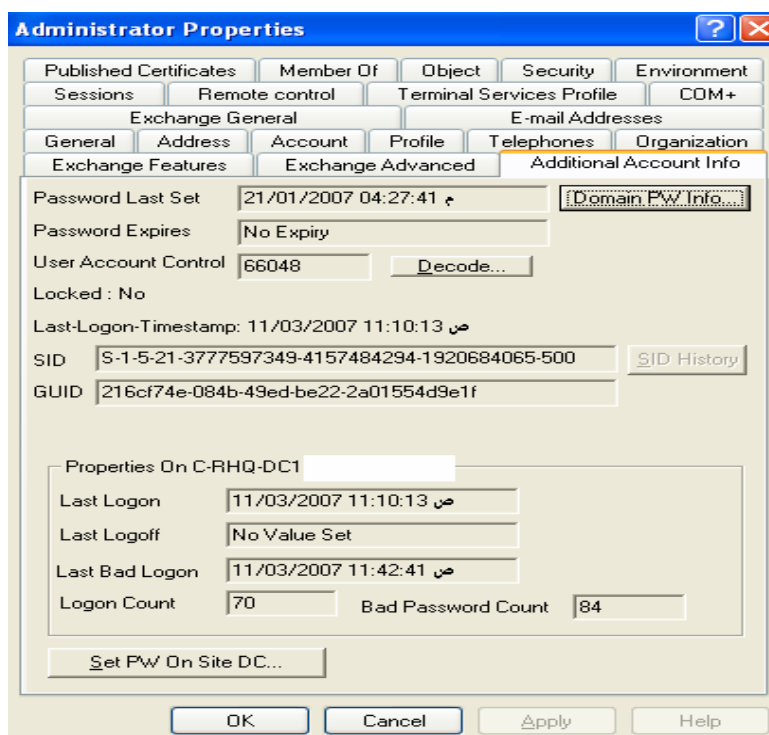 Administrator Properties
Published Certificates Member Of Object Security Environment
Sessions Remote control Terminal Services Profile COM+
Exchange General E-mail Addresses
General Address Account Profile Telephones Organization
Exchange Features Exchange Advanced Additional Account Info
Password Last Set 21/01/2007 04:27:41 م Domain PW Info...
Password Expires No Expiry
User Account Control 66048 Decode...
Locked : No
Last-Logon-Timestamp: 11/03/2007 11:10:13 ص
SID S-1-5-21-3777597349-4157484294-1920684065-500 SID History
GUID 216cf74e-084b-49ed-be22-2a01554d9e1f
Properties On C-RHQ-DC1
Last Logon 11/03/2007 11:10:13 ص
Last Logoff No Value Set
Last Bad Logon 11/03/2007 11:42:41 ص
Logon Count 70 Bad Password Count 84
Set PW On Site DC...
OK Cancel Apply Help